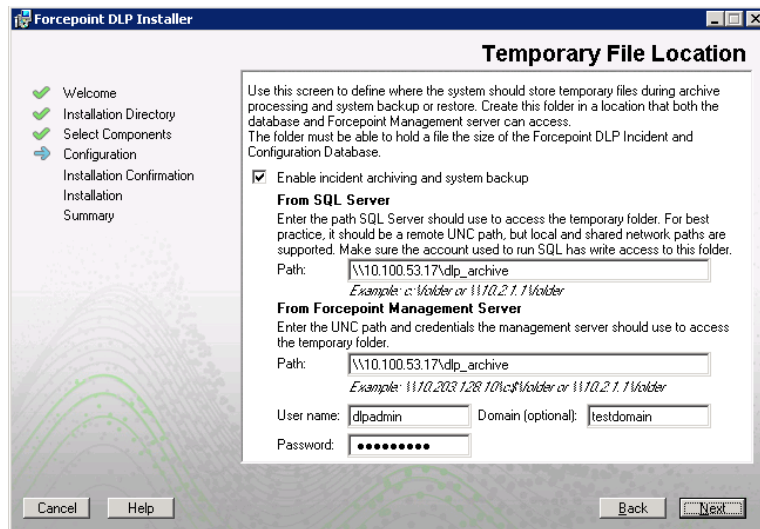 Forcepoint DLP Installer
Temporary File Location
Welcome
Installation Directory
Select Components
Configuration
Installation Confirmation
Installation
Summary
Use this screen to define where the system should store temporary files during archive
processing and system backup or restore. Create this folder in a location that both the
database and Forcepoint Management server can access.
The folder must be able to hold a file the size of the Forcepoint DLP Incident and
Configuration Database.
Enable incident archiving and system backup
From SQL Server
Enter the path SQL Server should use to access the temporary folder. For best
practice, it should be a remote UNC path, but local and shared network paths are
supported. Make sure the account used to run SQL has write access to this folder.
Path: \\10.100.53.17\dlp_archive
Example: c:\folder or \\10.2.1.1\folder
From Forcepoint Management Server
Enter the UNC path and credentials the management server should use to access
the temporary folder.
Path: \\10.100.53.17\dlp_archive
Example: \\10.203.128.10\c$\folder or \\10.2.1.1\folder
User name: dlpadmin Domain (optional): testdomain
Password: ●●●●●●●●●
Cancel Help Back Next